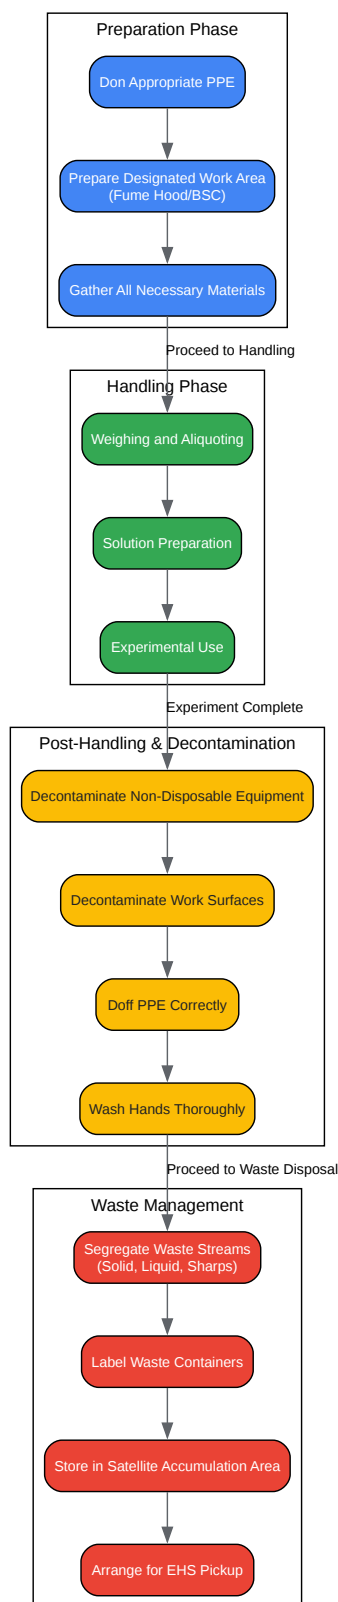 Preparation Phase
Don Appropriate PPE
Prepare Designated Work Area
(Fume Hood/BSC)
Gather All Necessary Materials
Proceed to Handling
Handling Phase
Weighing and Aliquoting
Solution Preparation
Experimental Use
Experiment Complete
Post-Handling & Decontamination
Decontaminate Non-Disposable Equipment
Decontaminate Work Surfaces
Doff PPE Correctly
Wash Hands Thoroughly
Proceed to Waste Disposal
Waste Management
Segregate Waste Streams
(Solid, Liquid, Sharps)
Label Waste Containers
Store in Satellite Accumulation Area
Arrange for EHS Pickup